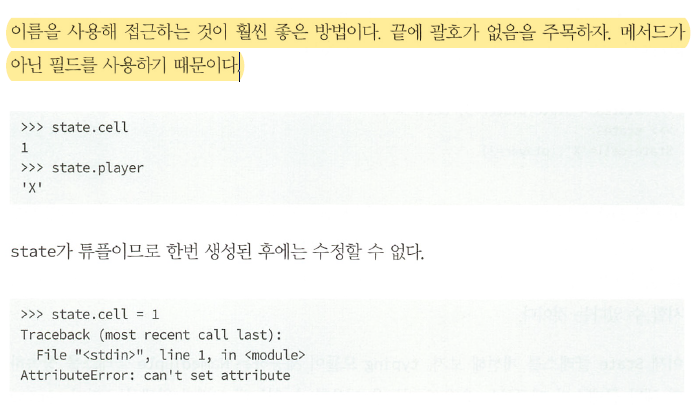 이름을 사용해 접근하는 것이 훨씬 좋은 방법이다. 끝에 괄호가 없음을 주목하자. 메서드가
아닌 필드를 사용하기 때문이다.
>>> state.cell
1
>>> state.player
'X'
state가 튜플이므로 한번 생성된 후에는 수정할 수 없다.
>>> state.cell = 1
Traceback (most recent call last):
  File "<stdin>", line 1, in <module>
AttributeError: can't set attribute